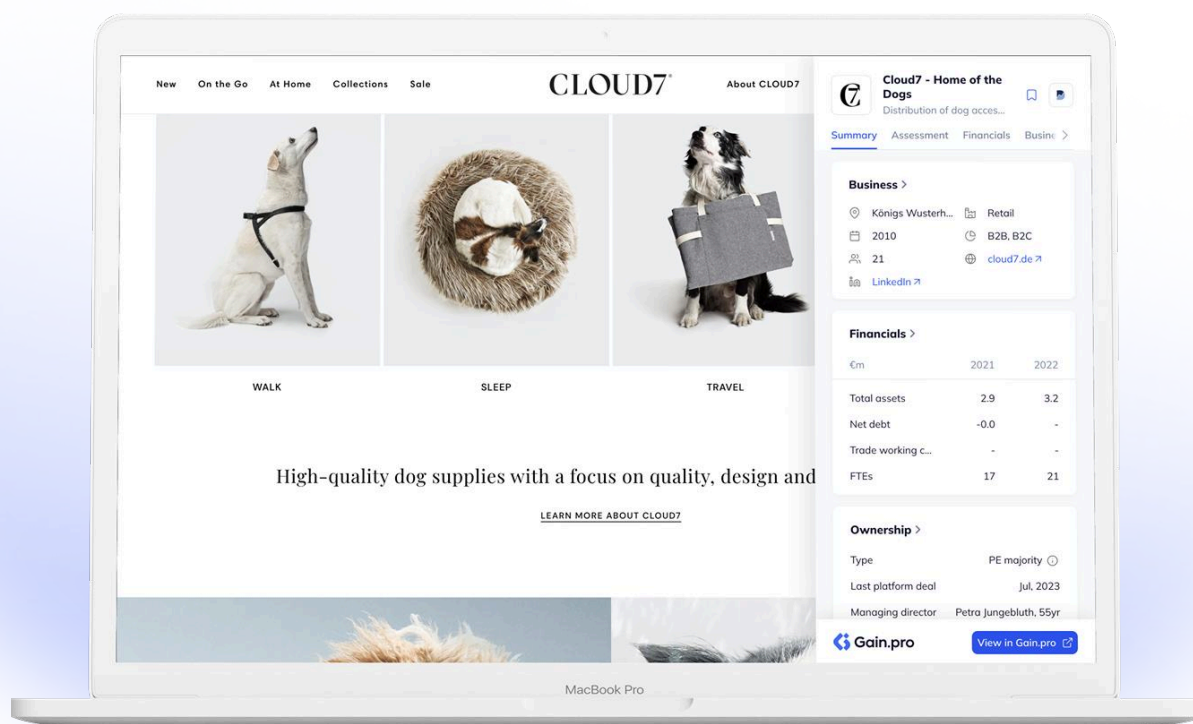 New On the Go At Home Collections Sale CLOUD7 About CLOUD7
WALK SLEEP TRAVEL
High-quality dog supplies with a focus on quality, design and
LEARN MORE ABOUT CLOUD7
Cloud7 - Home of the
Dogs
Distribution of dog acces...
Summary Assessment Financials Busin
Business
Königs Wusterh... Retail
2010 B2B, B2C
21 cloud7.de
LinkedIn
Financials
€m 2021 2022
Total assets 2.9 3.2
Net debt -0.0 -
Trade working c... - -
FTEs 17 21
Ownership
Type PE majority
Last platform deal Jul, 2023
Managing director Petra Jungebluth, 55yr
Gain.pro View in Gain.pro
MacBook Pro